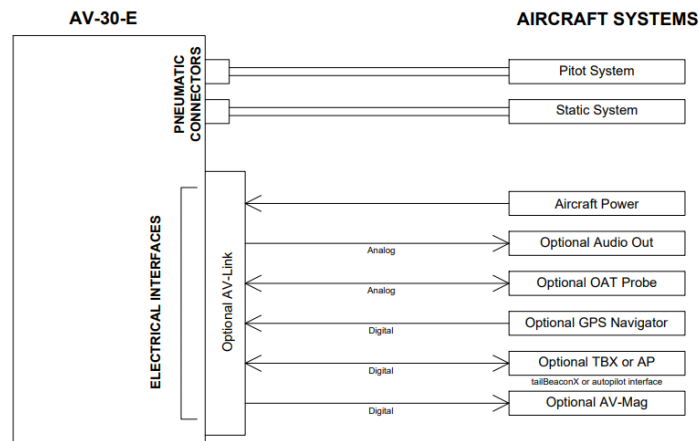 AV-30-E
AIRCRAFT SYSTEMS
PNEUMATIC
CONNECTORS
Pitot System
Static System
ELECTRICAL INTERFACES
Optional AV-Link
Aircraft Power
Analog
Optional Audio Out
Analog
Optional OAT Probe
Digital
Optional GPS Navigator
Digital
Optional TBX or AP
tailBeaconX or autopilot interface
Digital
Optional AV-Mag